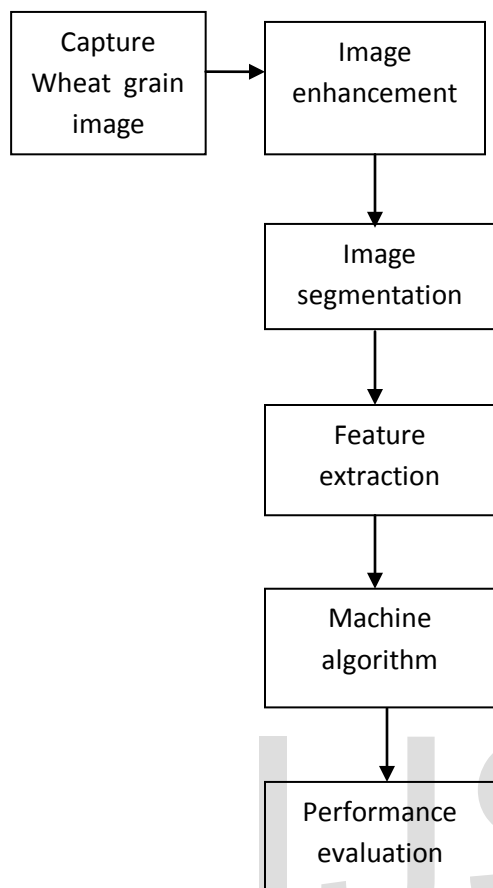 Capture
Wheat grain
image
Image
enhancement
Image
segmentation
Feature
extraction
Machine
algorithm
Performance
evaluation